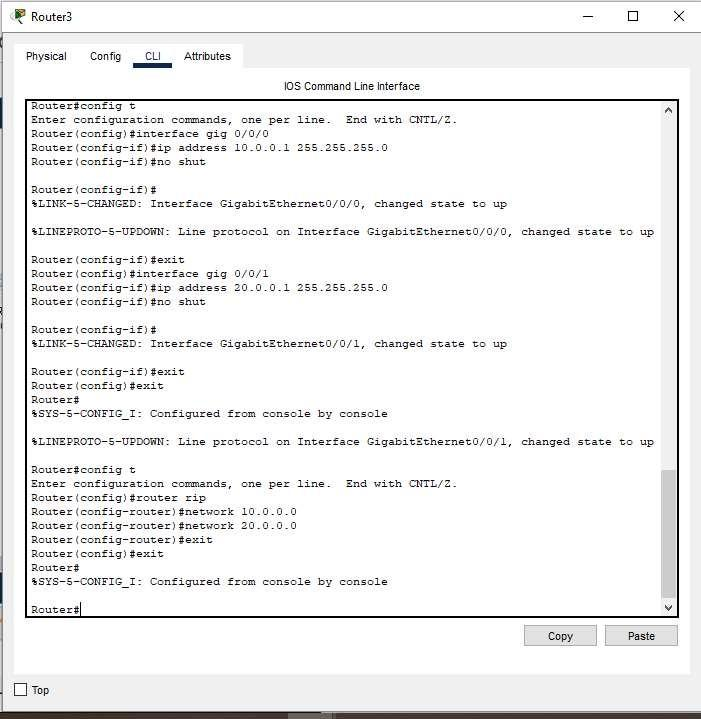 Router3
Physical Config CLI Attributes
IOS Command Line Interface
Router#config t
Enter configuration commands, one per line.  End with CNTL/Z.
Router(config)#interface gig 0/0/0
Router(config-if)#ip address 10.0.0.1 255.255.255.0
Router(config-if)#no shut
Router(config-if)#
%LINK-5-CHANGED: Interface GigabitEthernet0/0/0, changed state to up
%LINEPROTO-5-UPDOWN: Line protocol on Interface GigabitEthernet0/0/0, changed state to up
Router(config-if)#exit
Router(config)#interface gig 0/0/1
Router(config-if)#ip address 20.0.0.1 255.255.255.0
Router(config-if)#no shut
Router(config-if)#
%LINK-5-CHANGED: Interface GigabitEthernet0/0/1, changed state to up
Router(config-if)#exit
Router(config)#exit
Router#
%SYS-5-CONFIG_I: Configured from console by console
%LINEPROTO-5-UPDOWN: Line protocol on Interface GigabitEthernet0/0/1, changed state to up
Router#config t
Enter configuration commands, one per line.  End with CNTL/Z.
Router(config)#router rip
Router(config-router)#network 10.0.0.0
Router(config-router)#network 20.0.0.0
Router(config-router)#exit
Router(config)#exit
Router#
%SYS-5-CONFIG_I: Configured from console by console
Router#
Copy Paste
Top